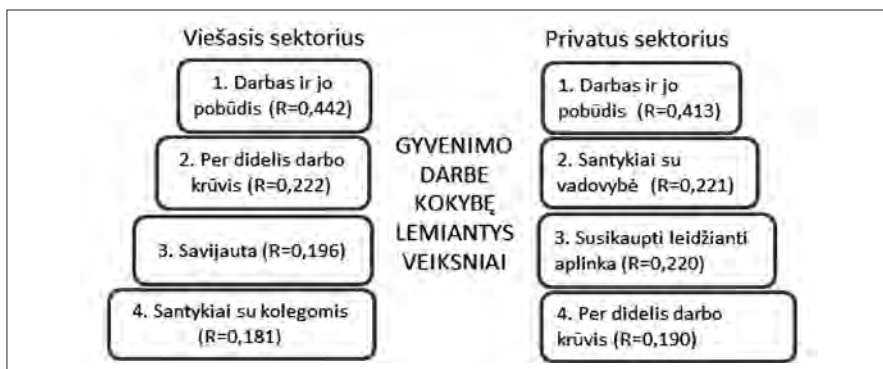 Viešasis sektorius
1. Darbas ir jo
pobūdis (R=0,442)
2. Per didelis darbo
krūvis (R=0,222)
3. Savijauta (R=0,196)
4. Santykiai su kolegomis
(R=0,181)
GYVENIMO
DARBE
KOKYBĘ
LEMIANTYS
VEIKSNIAI
Privatus sektorius
1. Darbas ir jo
pobūdis (R=0,413)
2. Santykiai su
vadovybė (R=0,221)
3. Susikaupti leidžianti
aplinka (R=0,220)
4. Per didelis darbo
krūvis (R=0,190)